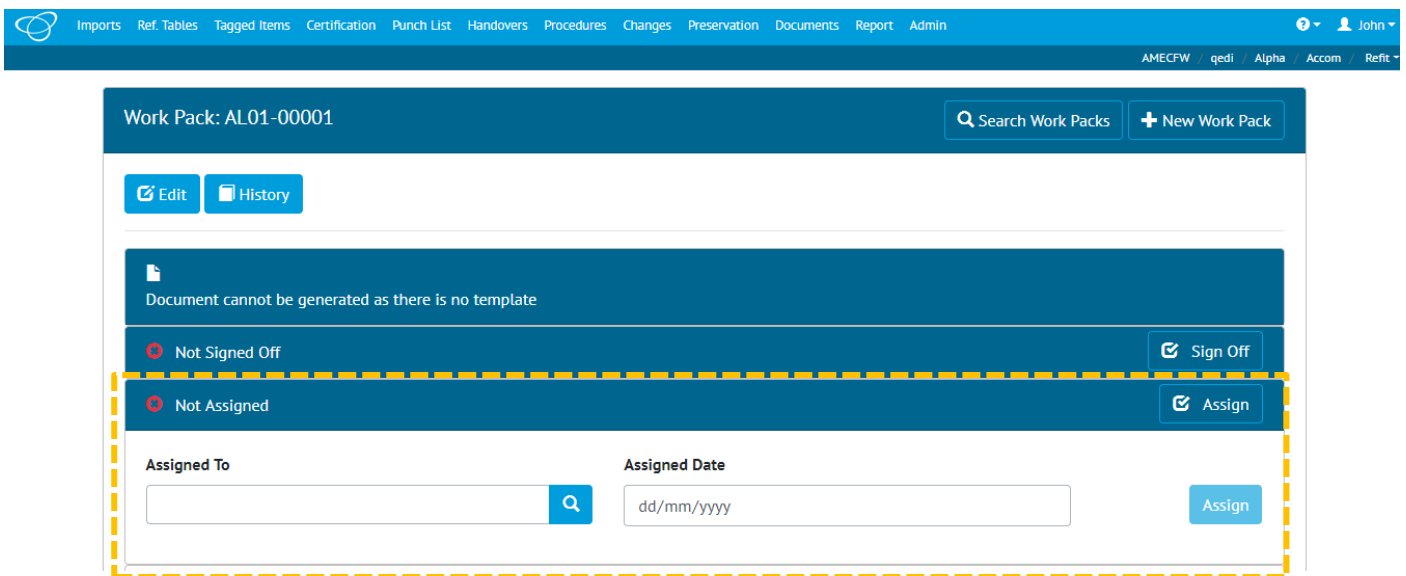 Imports Ref. Tables Tagged Items Certification Punch List Handovers Procedures Changes Preservation Documents Report Admin John
AMECFW / qedi / Alpha / Accom / Refit
Work Pack: AL01-00001 Search Work Packs New Work Pack
Edit History
Document cannot be generated as there is no template
Not Signed Off Sign Off
Not Assigned Assign
Assigned To Assigned Date
dd/mm/yyyy Assign